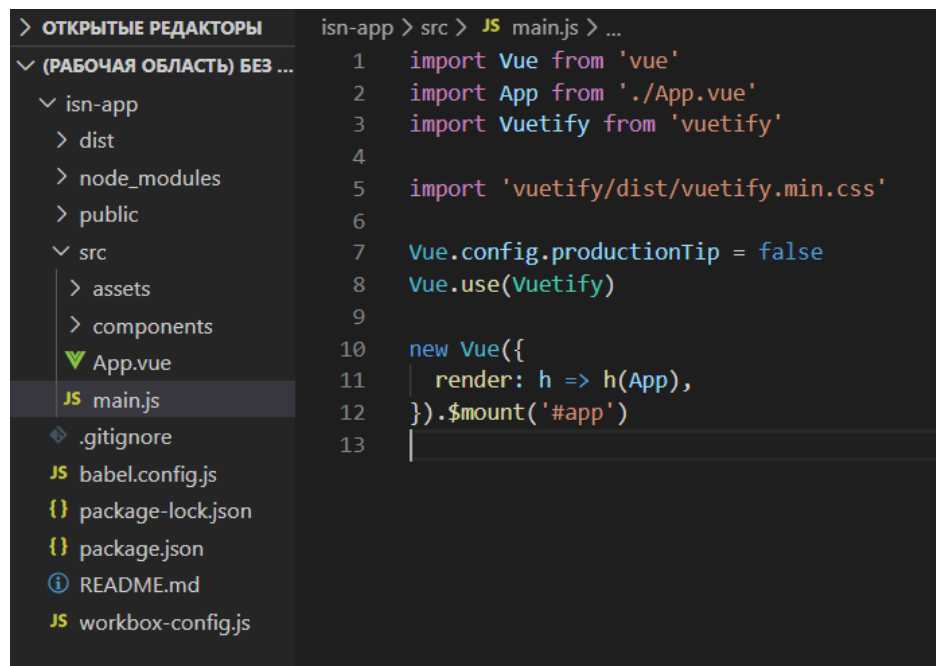 ОТКРЫТЫЕ РЕДАКТОРЫ
(РАБОЧАЯ ОБЛАСТЬ) БЕЗ ...
isn-app
dist
node_modules
public
src
assets
components
App.vue
JS main.js
.gitignore
JS babel.config.js
{} package-lock.json
{} package.json
README.md
JS workbox-config.js
isn-app > src > JS main.js > ...
1 import Vue from 'vue'
2 import App from './App.vue'
3 import Vuetify from 'vuetify'
4
5 import 'vuetify/dist/vuetify.min.css'
6
7 Vue.config.productionTip = false
8 Vue.use(Vuetify)
9
10 new Vue({
11 render: h => h(App),
12 }).$mount('#app')
13